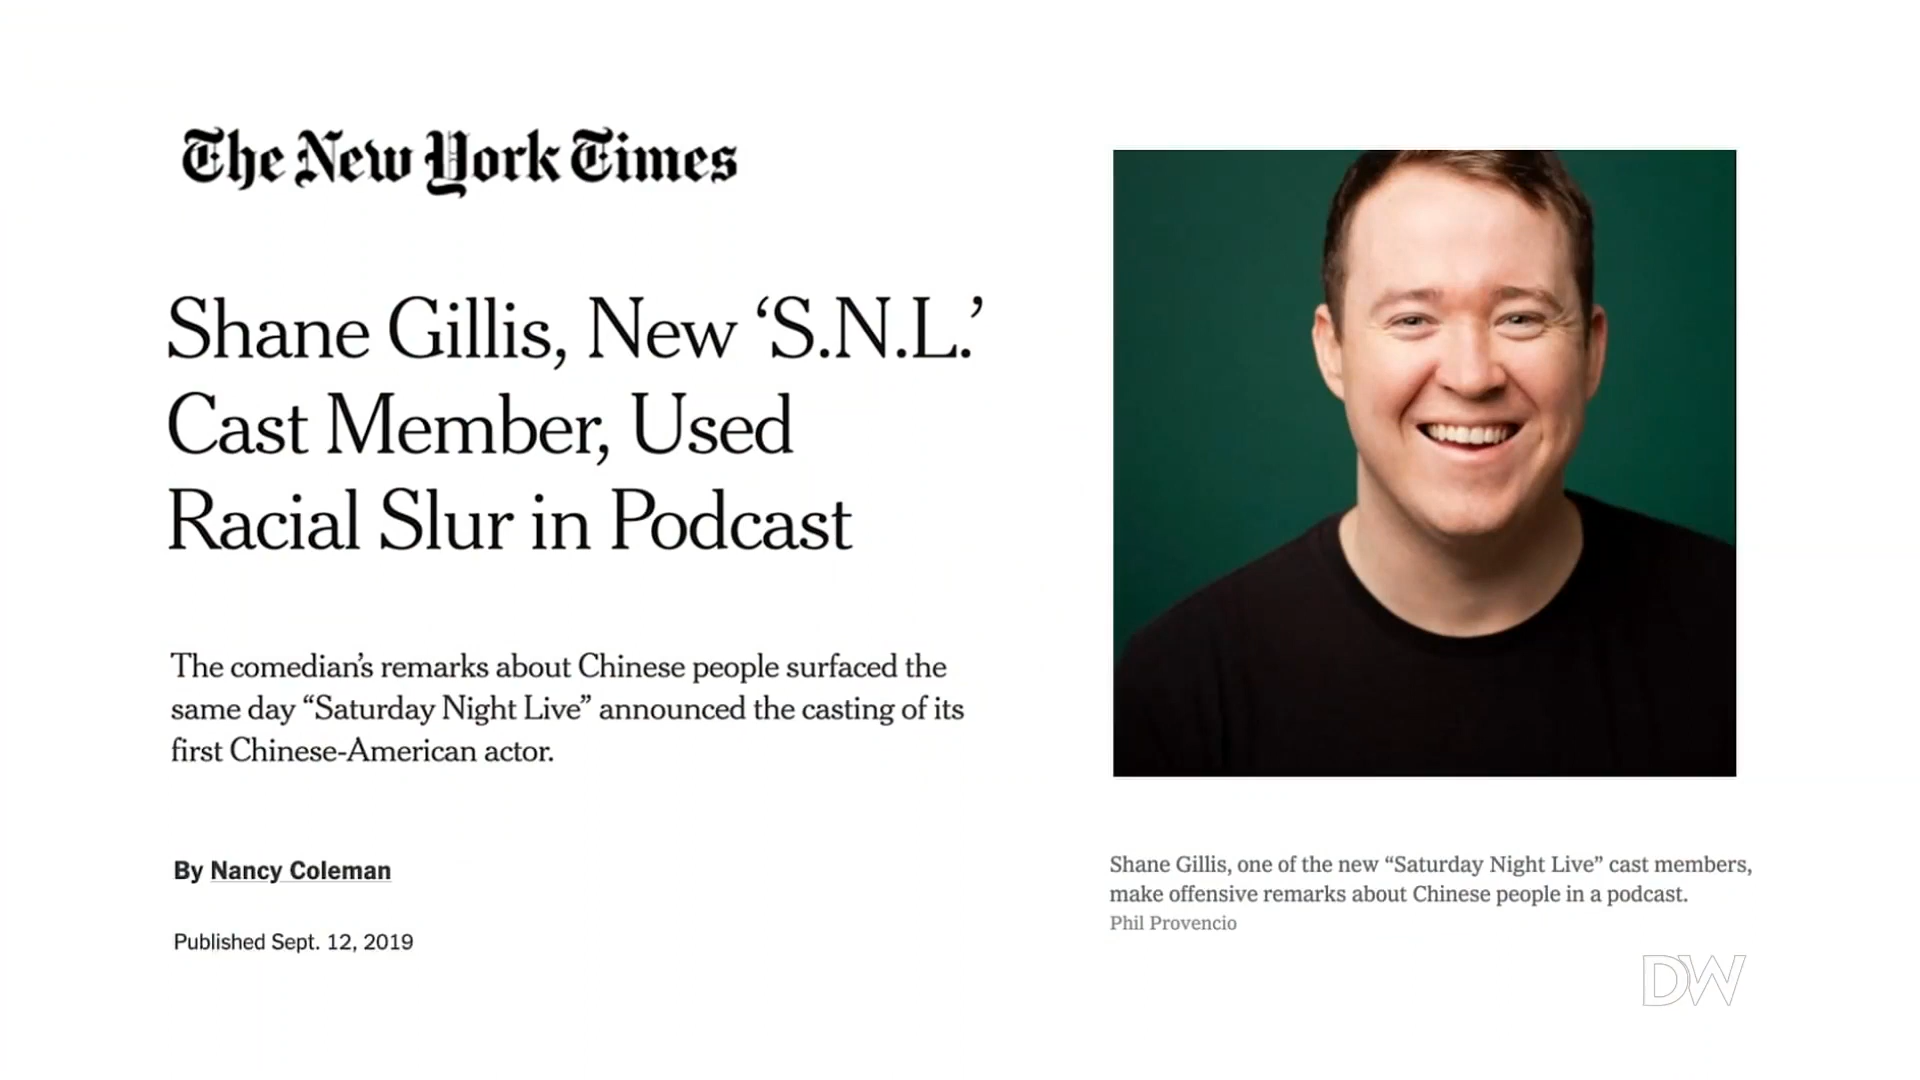 The New York Times
Shane Gillis, New ‘S.N.L.’
Cast Member, Used
Racial Slur in Podcast
The comedian’s remarks about Chinese people surfaced the
same day “Saturday Night Live” announced the casting of its
first Chinese-American actor.
By Nancy Coleman
Published Sept. 12, 2019
Shane Gillis, one of the new “Saturday Night Live” cast members,
make offensive remarks about Chinese people in a podcast.
Phil Provencio
DW